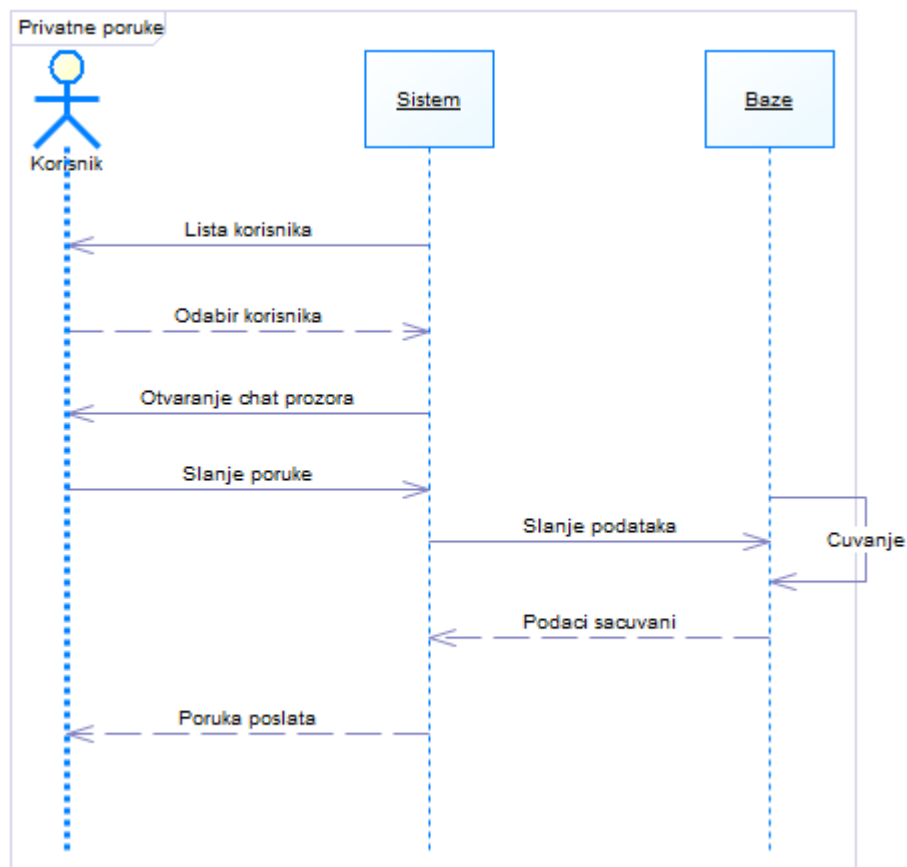 Privatne poruke
Sistem
Baze
Korisnik
Lista korisnika
Odabir korisnika
Otvaranje chat prozora
Slanje poruke
Slanje podataka
Cuvanje
Podaci sacuvani
Poruka poslata